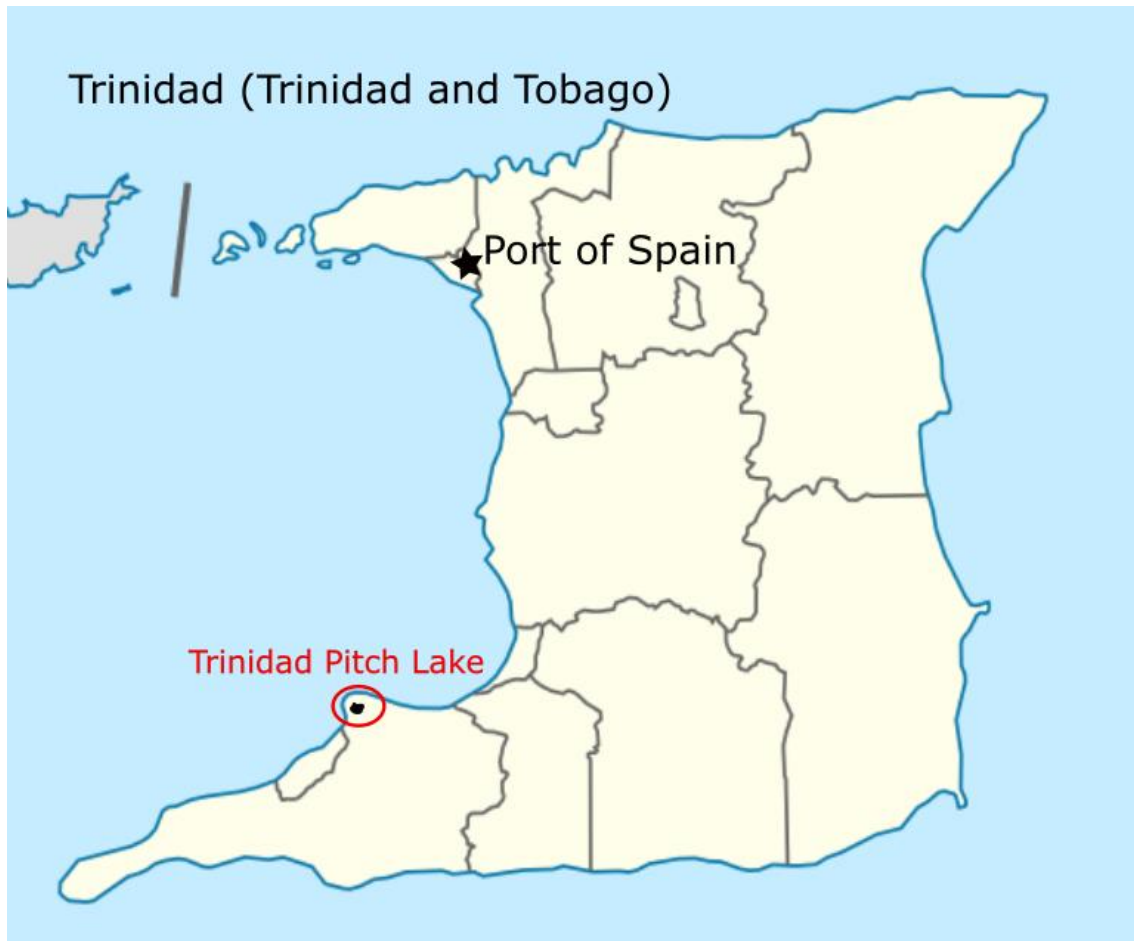 Trinidad (Trinidad and Tobago)
Port of Spain
Trinidad Pitch Lake